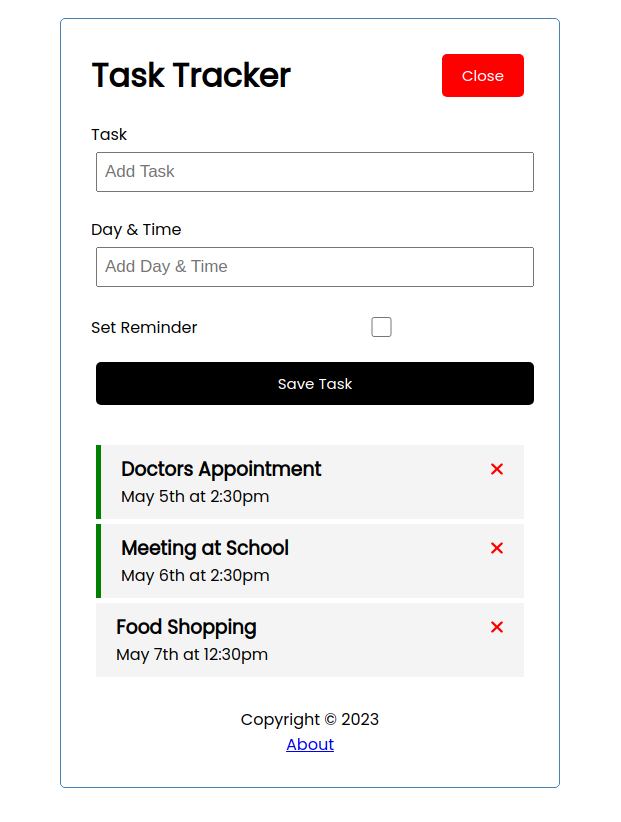 Task Tracker
Close
Task
Add Task
Day & Time
Add Day & Time
Set Reminder
Save Task
Doctors Appointment
May 5th at 2:30pm
Meeting at School
May 6th at 2:30pm
Food Shopping
May 7th at 12:30pm
Copyright © 2023
About